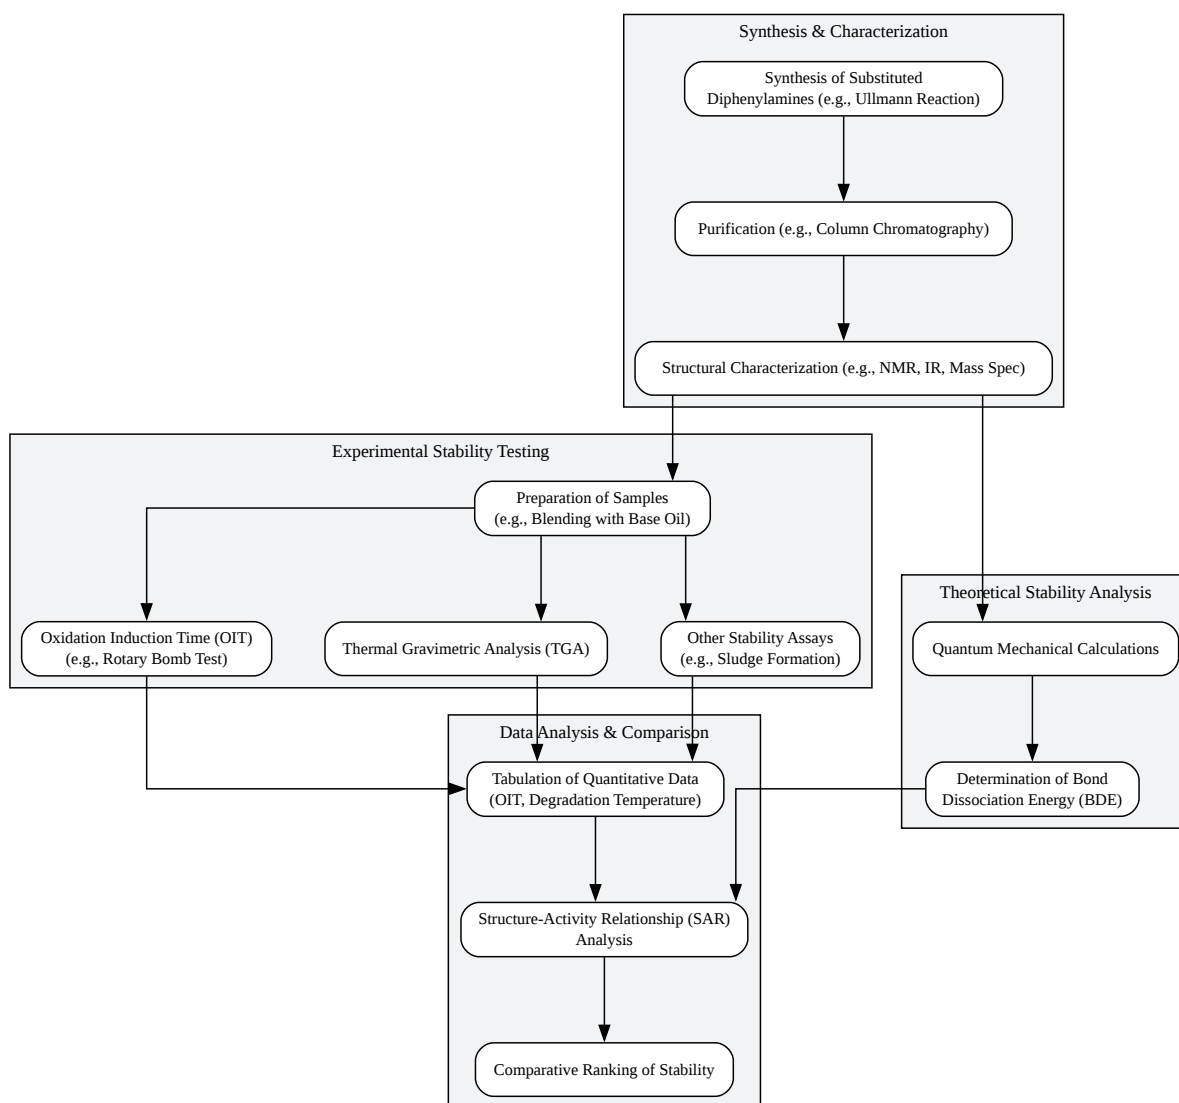 Synthesis & Characterization
Synthesis of Substituted
Diphenylamines (e.g., Ullmann Reaction)
Purification (e.g., Column Chromatography)
Structural Characterization (e.g., NMR, IR, Mass Spec)
Experimental Stability Testing
Preparation of Samples
(e.g., Blending with Base Oil)
Oxidation Induction Time (OIT)
(e.g., Rotary Bomb Test)
Thermal Gravimetric Analysis (TGA)
Other Stability Assays
(e.g., Sludge Formation)
Theoretical Stability Analysis
Quantum Mechanical Calculations
Determination of Bond
Dissociation Energy (BDE)
Data Analysis & Comparison
Tabulation of Quantitative Data
(OIT, Degradation Temperature)
Structure-Activity Relationship (SAR)
Analysis
Comparative Ranking of Stability